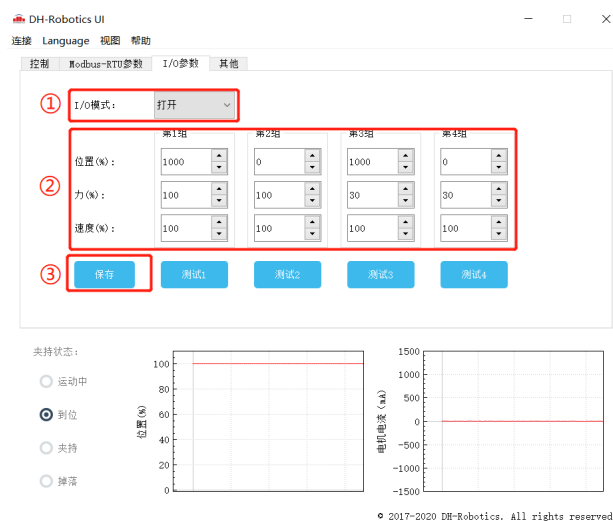 DH-Robotics UI
连接 Language 视图 帮助
控制 Modbus-RTU参数 I/O参数 其他
① I/O模式: 打开
第1组 第2组 第3组 第4组
② 位置(%): 1000 0 1000 0
力(%): 100 100 30 30
速度(%): 100 100 100 100
③ 保存 测试1 测试2 测试3 测试4
夹持状态:
运动中
到位
夹持
掉落
位置(%)
100
80
60
40
20
0
电机电流(mA)
1500
1000
500
0
-500
-1000
-1500
© 2017-2020 DH-Robotics. All rights reserved